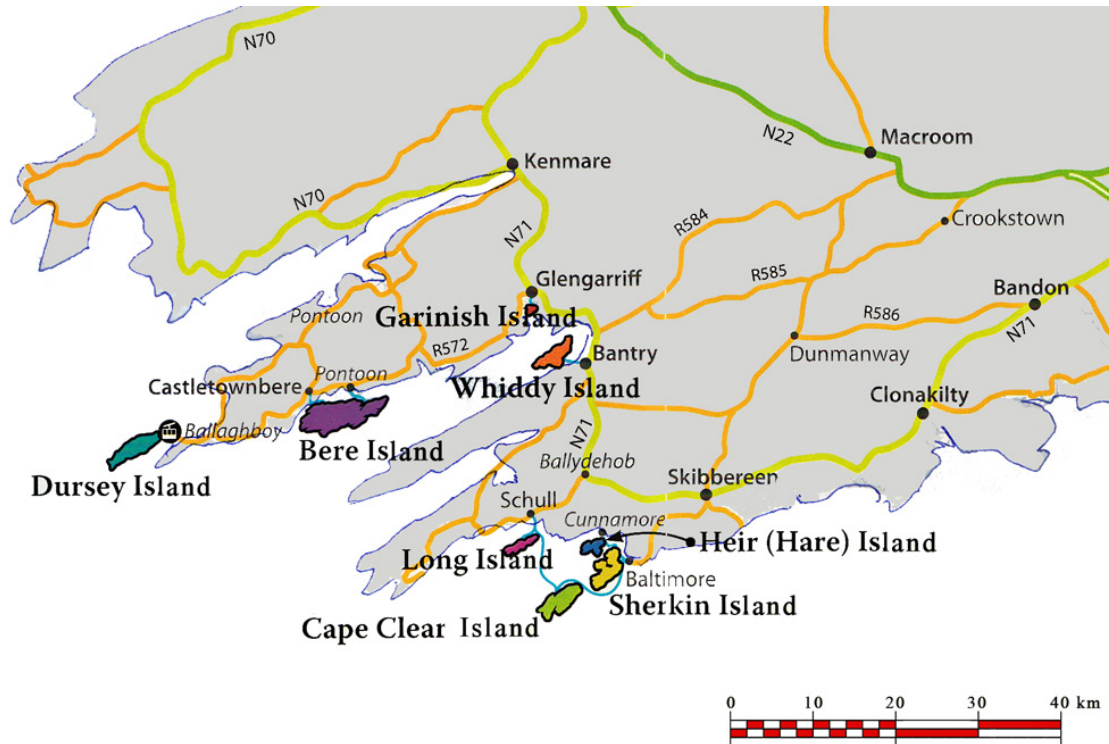 N70
N22
Macroom
Kenmare
N70
R584
Crookstown
N71
R585
Glengarriff
Bandon
Pontoon
Garinish Island
R586
N71
R572
Bantry
Dunmanway
Castletownbere
Pontoon
Whiddy Island
Clonakilty
Ballaghboy
Bere Island
N71
Dursey Island
Ballydehob
Skibbereen
Schull
Cunnamore
Long Island
Heir (Hare) Island
Baltimore
Sherkin Island
Cape Clear Island
0 10 20 30 40 km